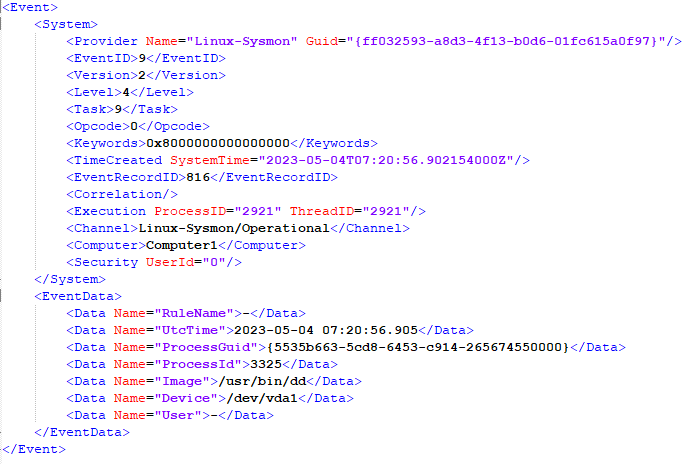 <Event>
<System>
<Provider Name="Linux-Sysmon" Guid="{ff032593-a8d3-4f13-b0d6-01fc615a0f97}"/>
<EventID>9</EventID>
<Version>2</Version>
<Level>4</Level>
<Task>9</Task>
<Opcode>0</Opcode>
<Keywords>0x8000000000000000</Keywords>
<TimeCreated SystemTime="2023-05-04T07:20:56.902154000Z"/>
<EventRecordID>816</EventRecordID>
<Correlation/>
<Execution ProcessID="2921" ThreadID="2921"/>
<Channel>Linux-Sysmon/Operational</Channel>
<Computer>Computer1</Computer>
<Security UserId="0"/>
</System>
<EventData>
<Data Name="RuleName">-</Data>
<Data Name="UtcTime">2023-05-04 07:20:56.905</Data>
<Data Name="ProcessGuid">{5535b663-5cd8-6453-c914-265674550000}</Data>
<Data Name="ProcessId">3325</Data>
<Data Name="Image">/usr/bin/dd</Data>
<Data Name="Device">/dev/vda1</Data>
<Data Name="User">-</Data>
</EventData>
</Event>